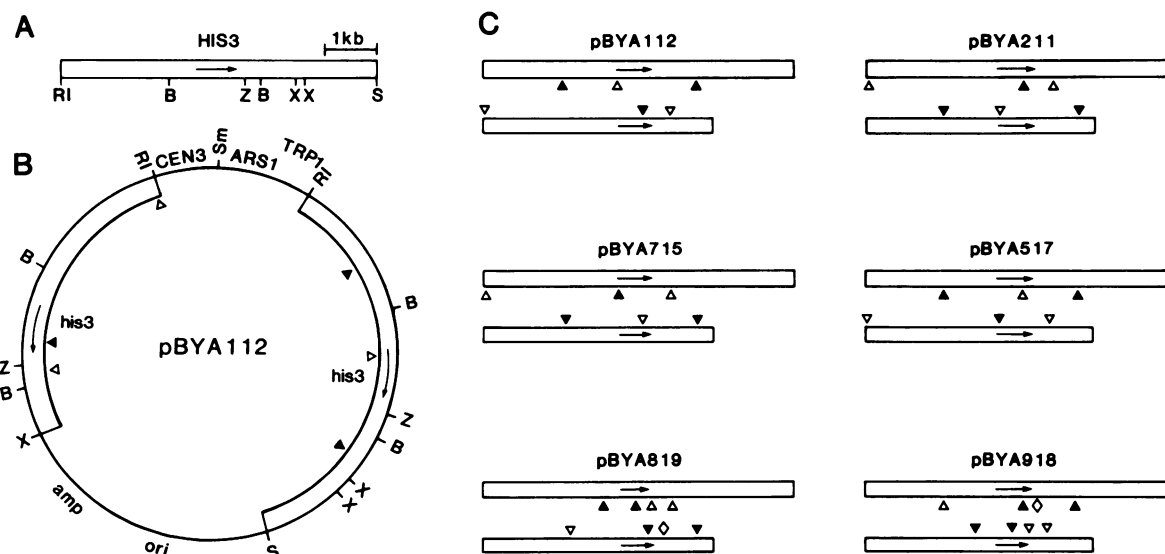 A
HIS3
1kb
RI B Z B X X S
B
RI CEN3 Sm ARS1 TRP1 RI
B
B
his3
pBYA112
his3
Z
B
Z
B
X
X
X
amp
ori
S
C
pBYA112
pBYA211
pBYA715
pBYA517
pBYA819
pBYA918